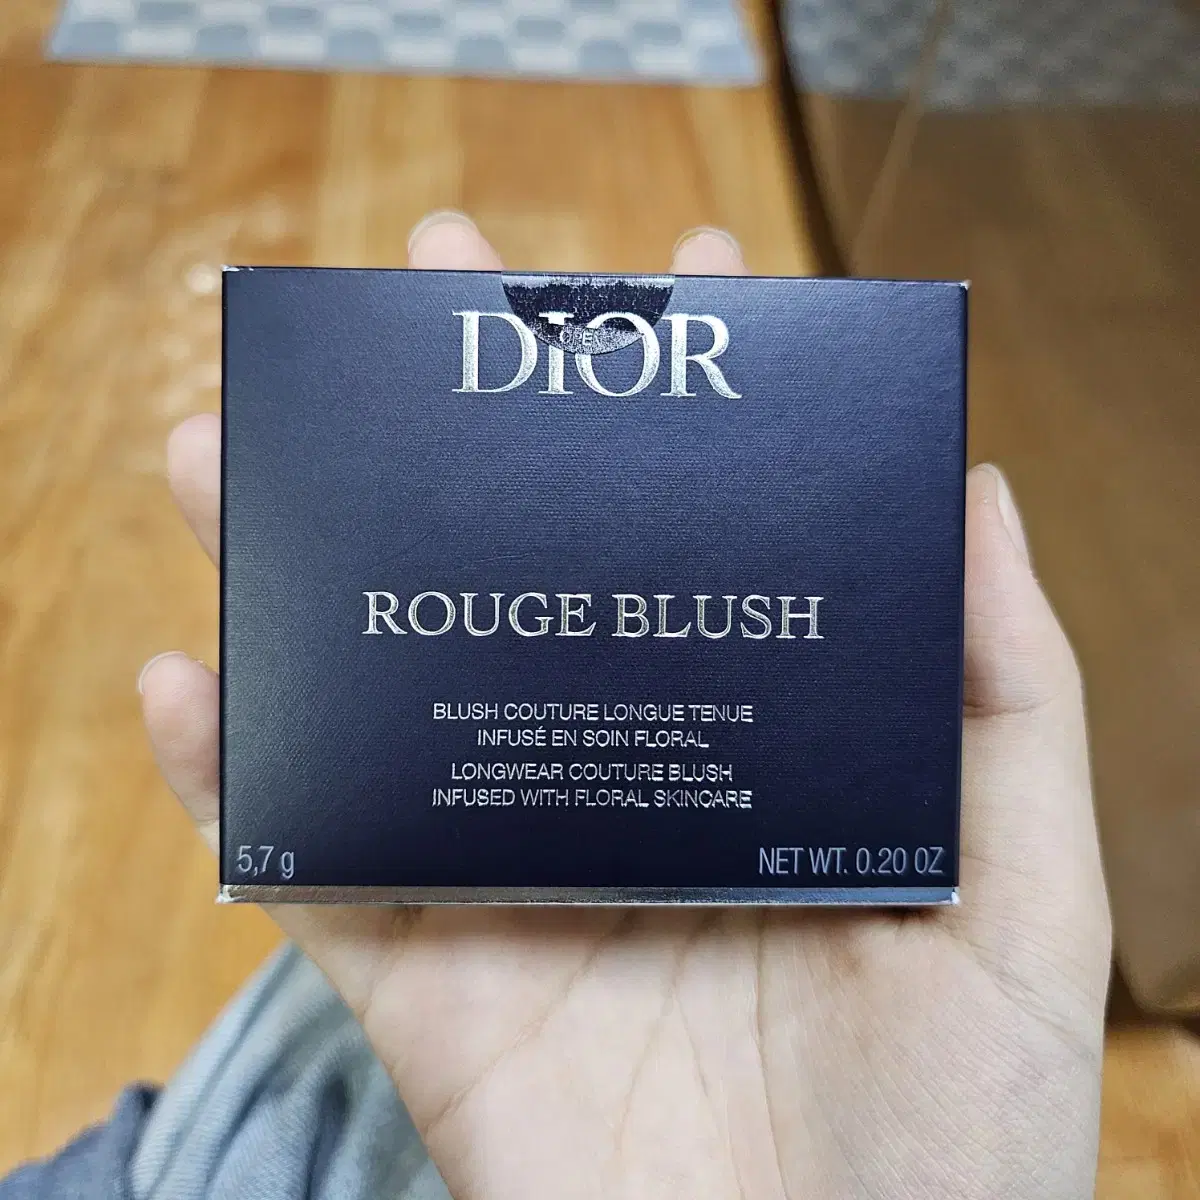 DIOR
OPEN
ROUGE BLUSH
BLUSH COUTURE LONGUE TENUE
INFUSÉ EN SOIN FLORAL
LONGWEAR COUTURE BLUSH
INFUSED WITH FLORAL SKINCARE
5,7 g NET WT. 0.20 OZ